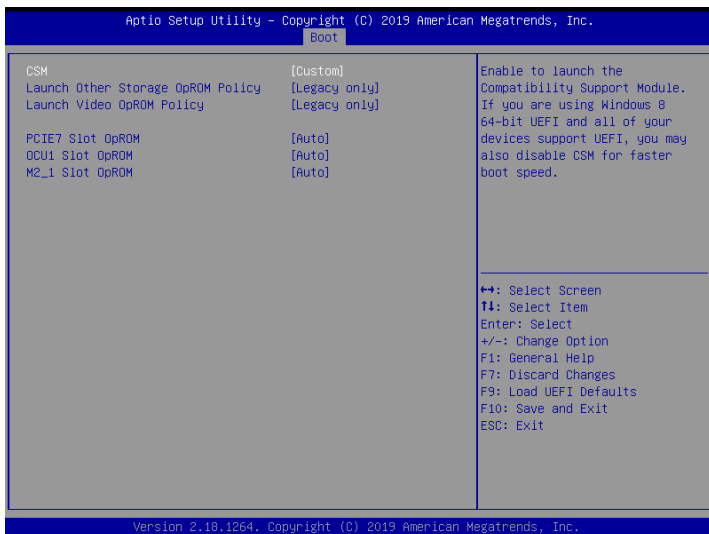 Aptio Setup Utility – Copyright (C) 2019 American Megatrends, Inc.
Boot
CSM [Custom]
Launch Other Storage OpROM Policy [Legacy only]
Launch Video OpROM Policy [Legacy only]
PCIE7 Slot OpROM [Auto]
OCU1 Slot OpROM [Auto]
M2_1 Slot OpROM [Auto]
Enable to launch the
Compatibility Support Module.
If you are using Windows 8
64-bit UEFI and all of your
devices support UEFI, you may
also disable CSM for faster
boot speed.
↔: Select Screen
↑↓: Select Item
Enter: Select
+/-: Change Option
F1: General Help
F7: Discard Changes
F9: Load UEFI Defaults
F10: Save and Exit
ESC: Exit
Version 2.18.1264. Copyright (C) 2019 American Megatrends, Inc.